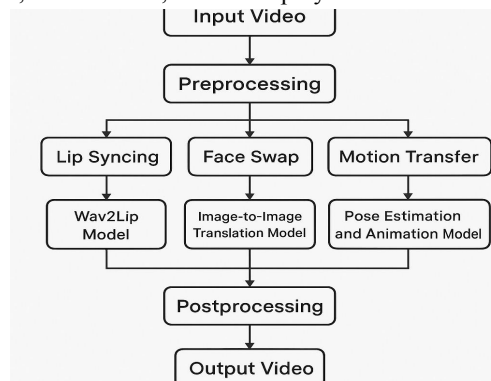 Input Video
Preprocessing
Lip Syncing
Face Swap
Motion Transfer
Wav2Lip
Model
Image-to-Image
Translation Model
Pose Estimation
and Animation Model
Postprocessing
Output Video